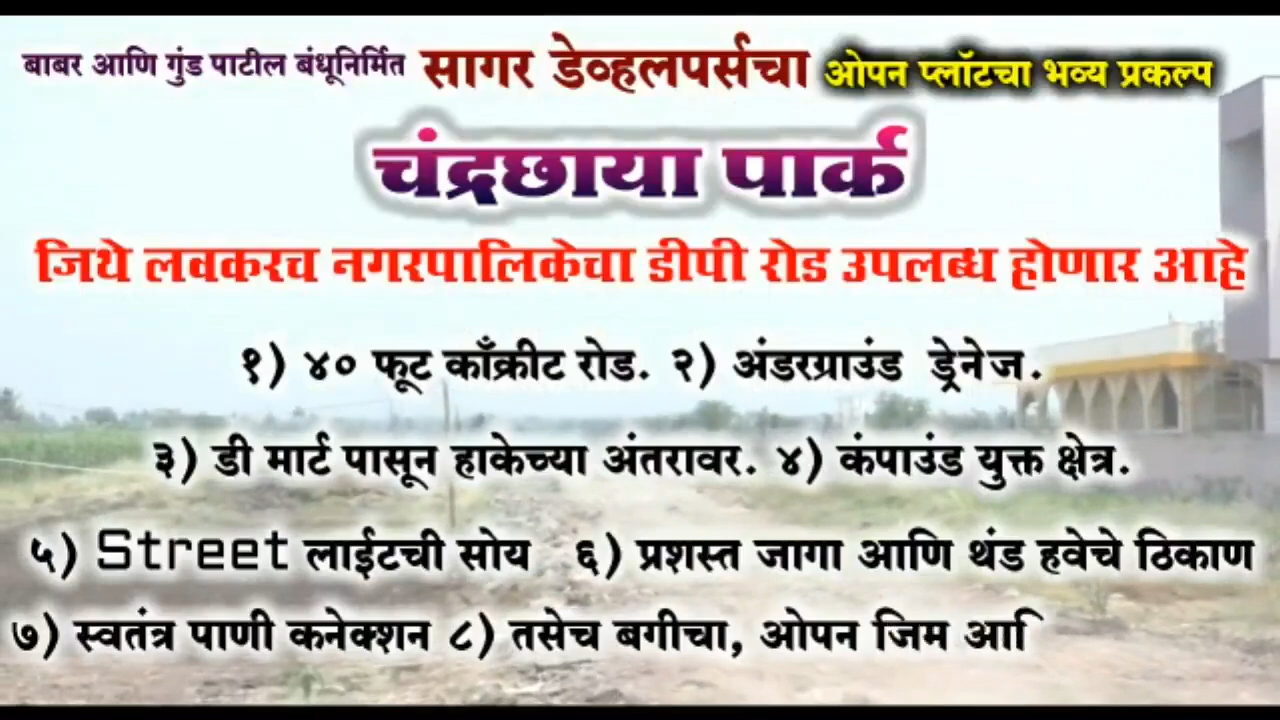 बाबर आणि गुंड पाटील बंधूनिर्मित सागर डेव्हलपर्सचा ओपन प्लॉटचा भव्य प्रकल्प
चंद्रछाया पार्क
जिथे लवकरच नगरपालिकेचा डीपी रोड उपलब्ध होणार आहे
१) ४० फूट काँक्रीट रोड. २) अंडरग्राउंड ड्रेनेज.
३) डी मार्ट पासून हाकेच्या अंतरावर. ४) कंपाउंड युक्त क्षेत्र.
५) Street लाईटची सोय ६) प्रशस्त जागा आणि थंड हवेचे ठिकाण
७) स्वतंत्र पाणी कनेक्शन ८) तसेच बगीचा, ओपन जिम आि